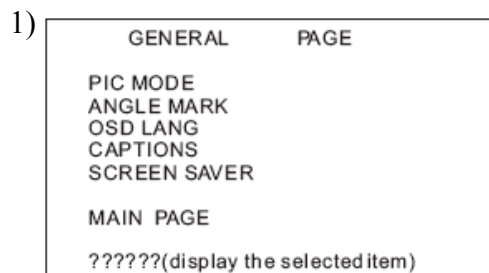 1)
GENERAL PAGE
PIC MODE
ANGLE MARK
OSD LANG
CAPTIONS
SCREEN SAVER
MAIN PAGE
??????(display the selected item)